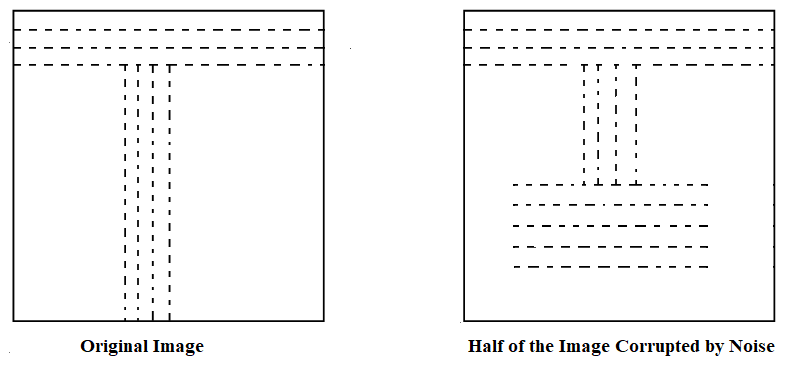 Original Image
Half of the Image Corrupted by Noise